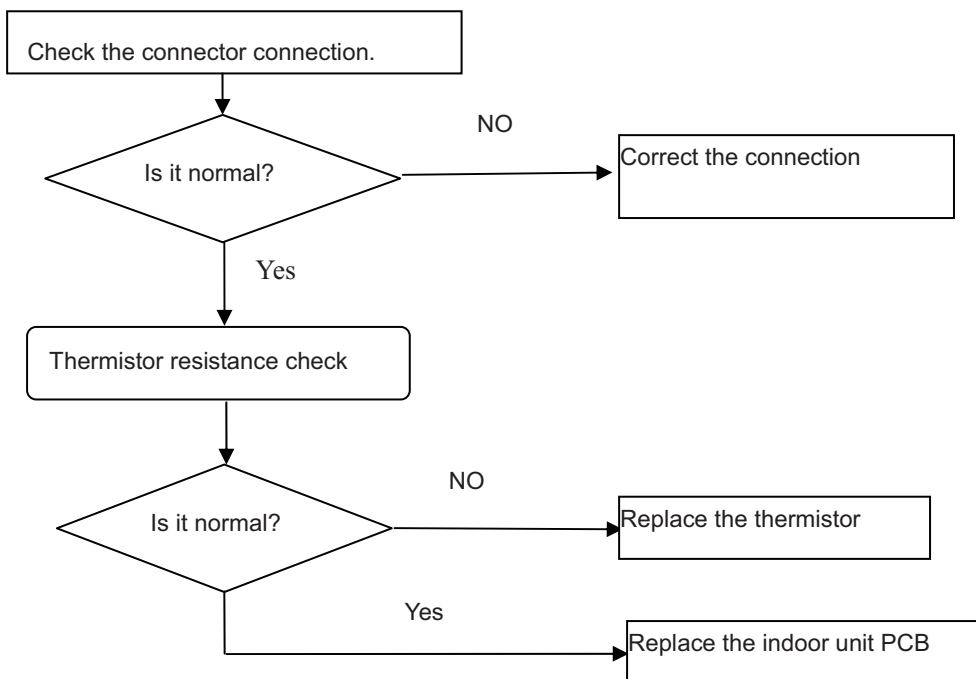 Check the connector connection.
NO
Is it normal?
Correct the connection
Yes
Thermistor resistance check
NO
Is it normal?
Replace the thermistor
Yes
Replace the indoor unit PCB